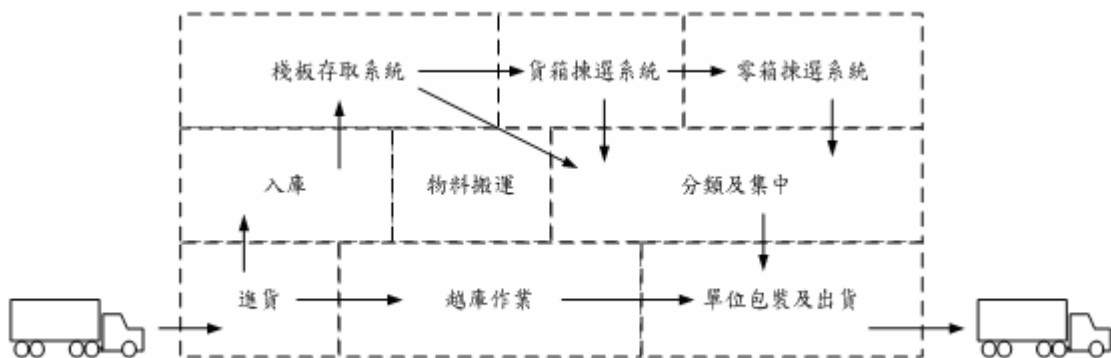 棧板存取系統
貨箱揀選系統
零箱揀選系統
入庫
物料搬運
分類及集中
進貨
越庫作業
單位包裝及出貨